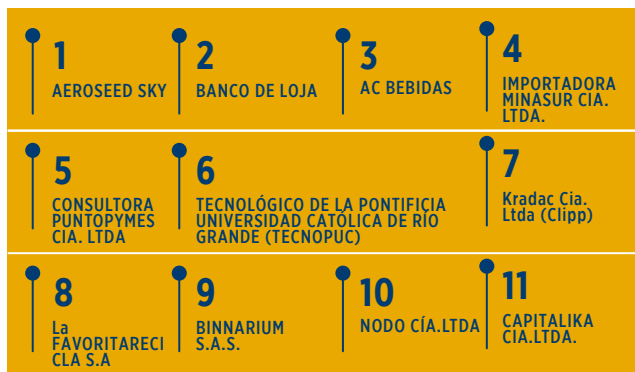 1
AEROSEED SKY
2
BANCO DE LOJA
3
AC BEBIDAS
4
IMPORTADORA
MINASUR CIA.
LTDA.
5
CONSULTORA
PUNTOPYMES
CIA. LTDA
6
TECNOLÓGICO DE LA PONTIFICIA
UNIVERSIDAD CATÓLICA DE RÍO
GRANDE (TECNOPUC)
7
Kradac Cia.
Ltda (Clipp)
8
La
FAVORITARECI
CLA S.A
9
BINNARIUM
S.A.S.
10
NODO CÍA.LTDA
11
CAPITALIKA
CIA.LTDA.